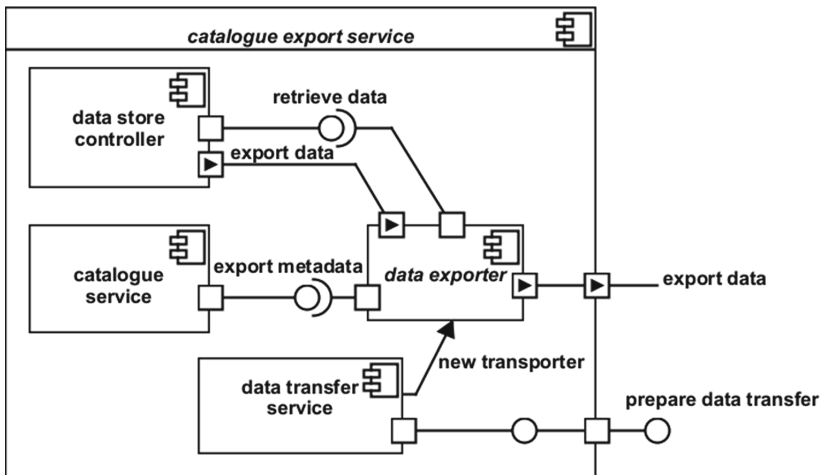 catalogue export service
data store
controller
retrieve data
export data
catalogue
service
export metadata
data exporter
export data
new transporter
data transfer
service
prepare data transfer